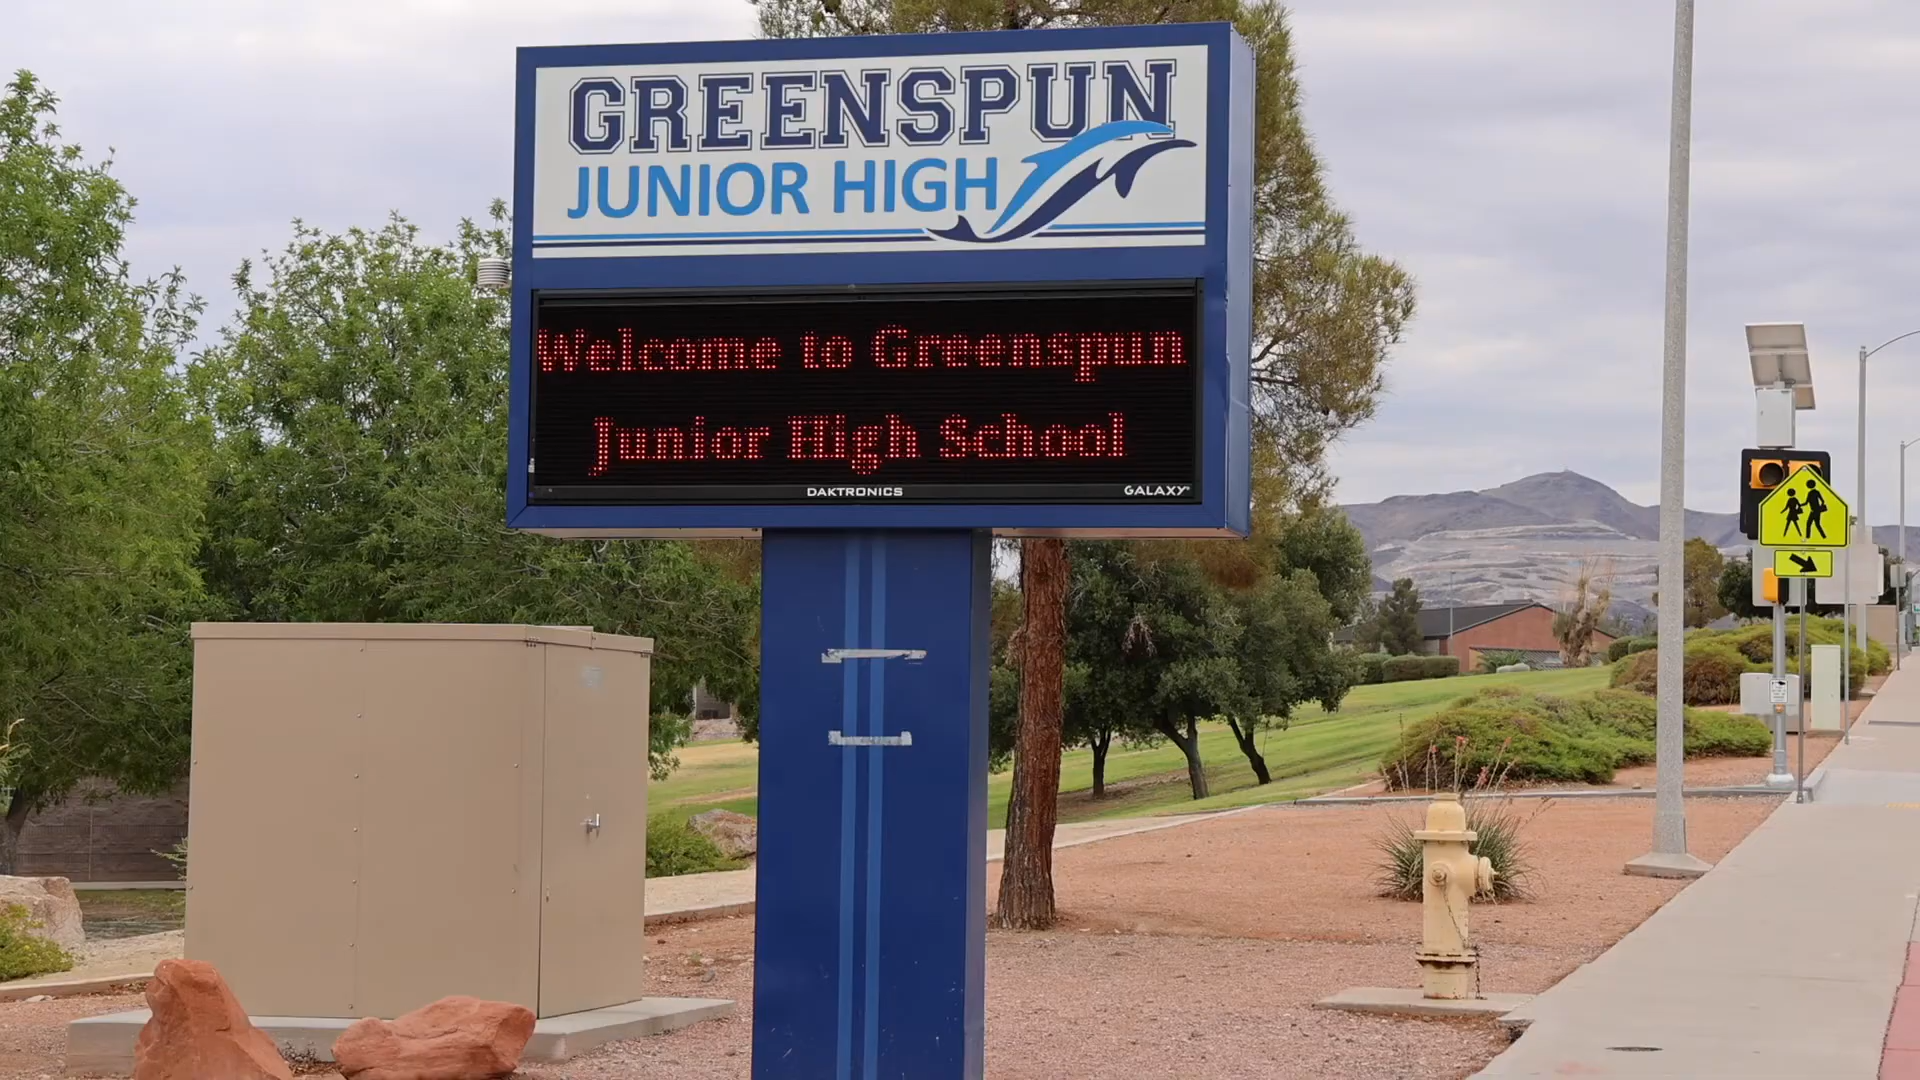 GREENSPUN
JUNIOR HIGH
Welcome to Greenspun
Junior High School
DAKTRONICS
GALAXY